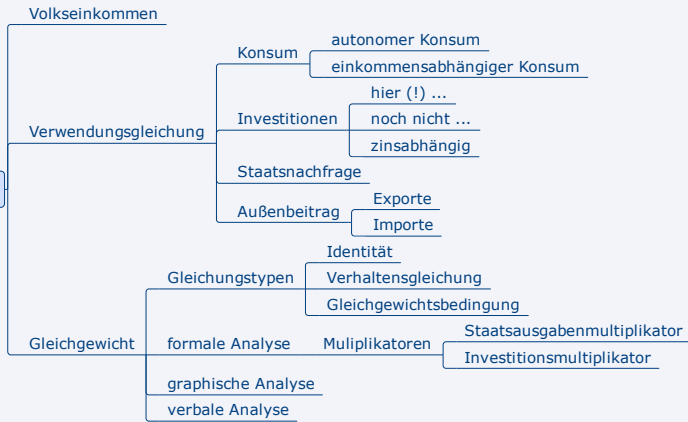 Volkseinkommen
Verwendungsgleichung
Konsum
autonomer Konsum
einkommensabhängiger Konsum
Investitionen
hier (!) ...
noch nicht ...
zinsabhängig
Staatsnachfrage
Außenbeitrag
Exporte
Importe
Gleichgewicht
Gleichungstypen
Identität
Verhaltensgleichung
Gleichgewichtsbedingung
formale Analyse
Muliplikatoren
Staatsausgabenmultiplikator
Investitionsmultiplikator
graphische Analyse
verbale Analyse